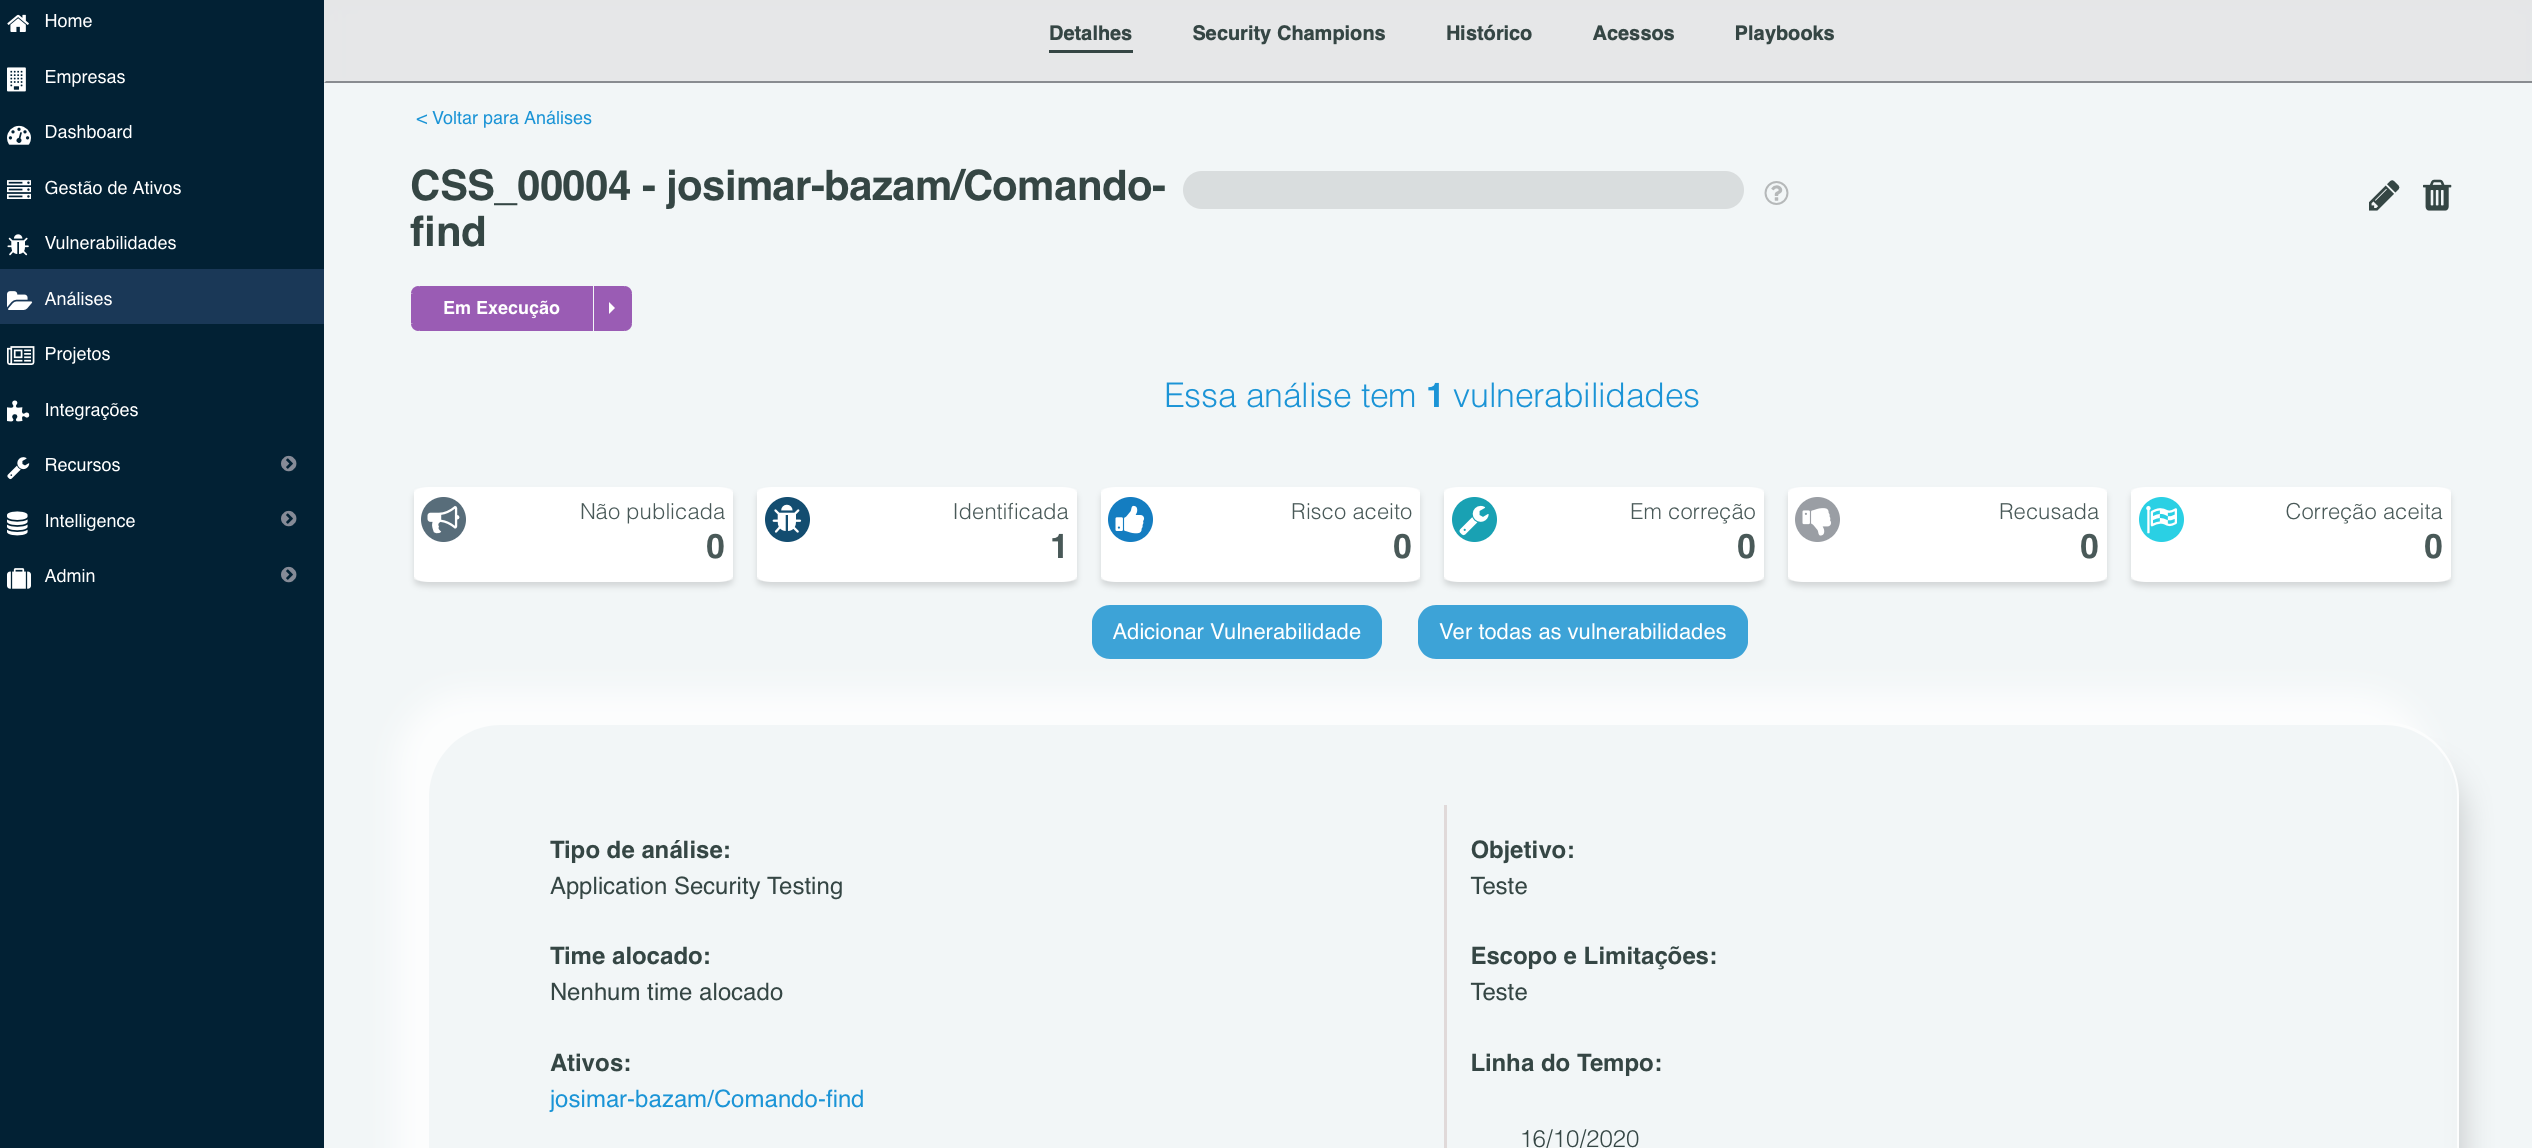 Home
Empresas
Dashboard
Gestão de Ativos
Vulnerabilidades
Análises
Projetos
Integrações
Recursos
Intelligence
Admin
Detalhes Security Champions Histórico Acessos Playbooks
< Voltar para Análises
CSS_00004 - josimar-bazam/Comando-
find
?
Em Execução
Essa análise tem 1 vulnerabilidades
Não publicada
0
Identificada
1
Risco aceito
0
Em correção
0
Recusada
0
Correção aceita
0
Adicionar Vulnerabilidade
Ver todas as vulnerabilidades
Tipo de análise:
Application Security Testing
Time alocado:
Nenhum time alocado
Ativos:
josimar-bazam/Comando-find
Objetivo:
Teste
Escopo e Limitações:
Teste
Linha do Tempo:
16/10/2020